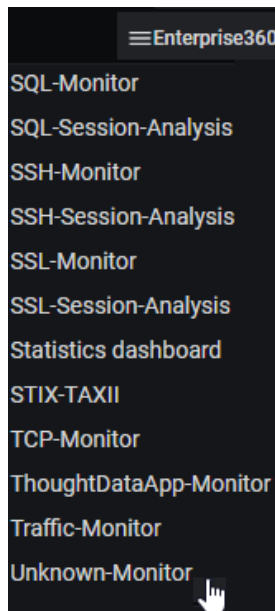 Enterprise360
SQL-Monitor
SQL-Session-Analysis
SSH-Monitor
SSH-Session-Analysis
SSL-Monitor
SSL-Session-Analysis
Statistics dashboard
STIX-TAXII
TCP-Monitor
ThoughtDataApp-Monitor
Traffic-Monitor
Unknown-Monitor